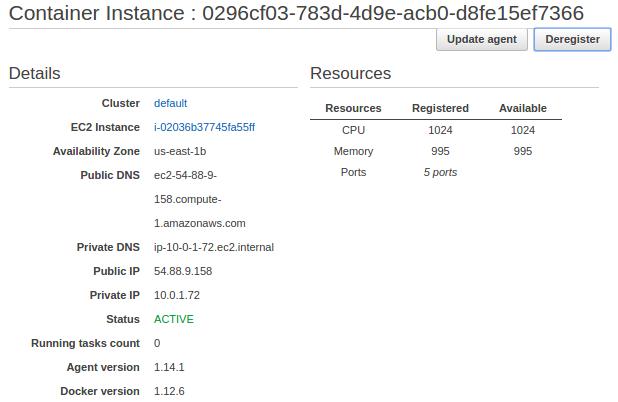 Container Instance : 0296cf03-783d-4d9e-acb0-d8fe15ef7366
Update agent Deregister
Details
Cluster default
EC2 Instance i-02036b37745fa55ff
Availability Zone us-east-1b
Public DNS ec2-54-88-9-
158.compute-
1.amazonaws.com
Private DNS ip-10-0-1-72.ec2.internal
Public IP 54.88.9.158
Private IP 10.0.1.72
Status ACTIVE
Running tasks count 0
Agent version 1.14.1
Docker version 1.12.6
Resources
Resources Registered Available
CPU 1024 1024
Memory 995 995
Ports 5 ports